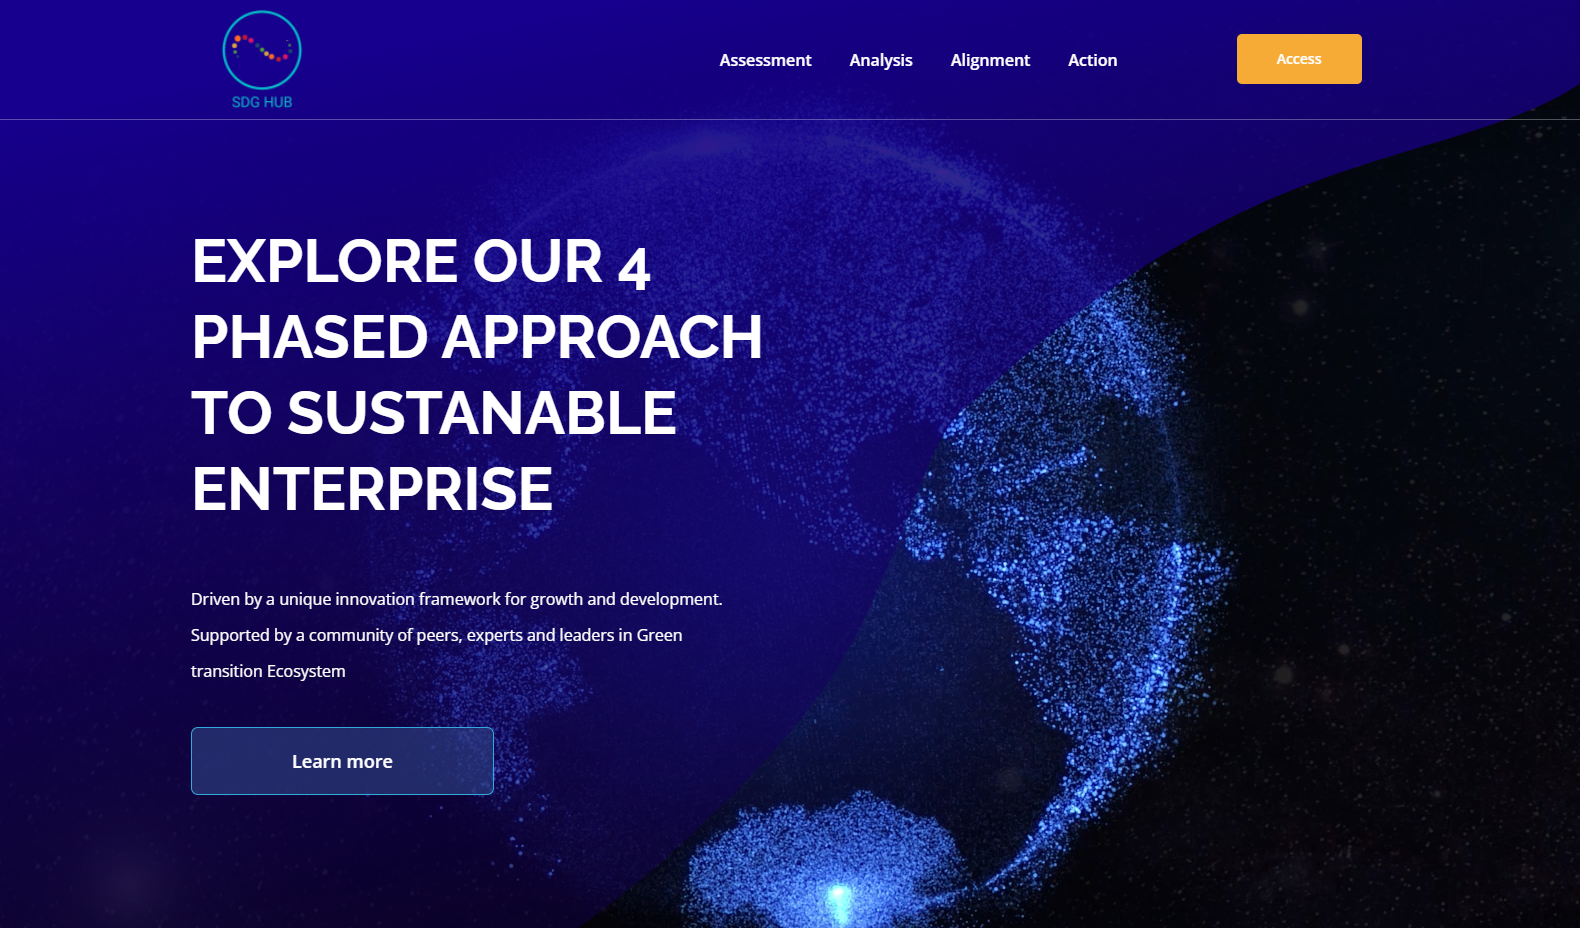 SDG HUB
Assessment Analysis Alignment Action Access
EXPLORE OUR 4
PHASED APPROACH
TO SUSTANABLE
ENTERPRISE
Driven by a unique innovation framework for growth and development.
Supported by a community of peers, experts and leaders in Green
transition Ecosystem
Learn more